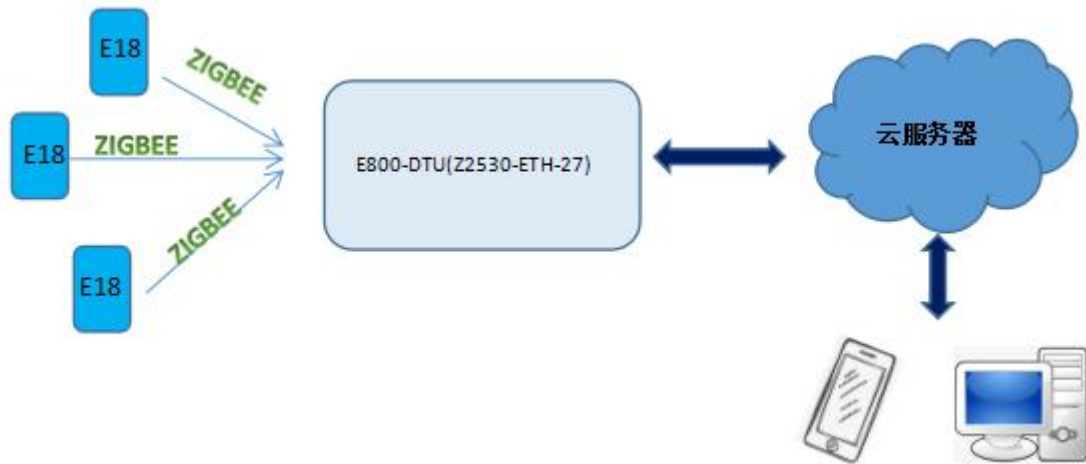 E18
ZIGBEE
E18
ZIGBEE
E18
ZIGBEE
E800-DTU(Z2530-ETH-27)
云服务器